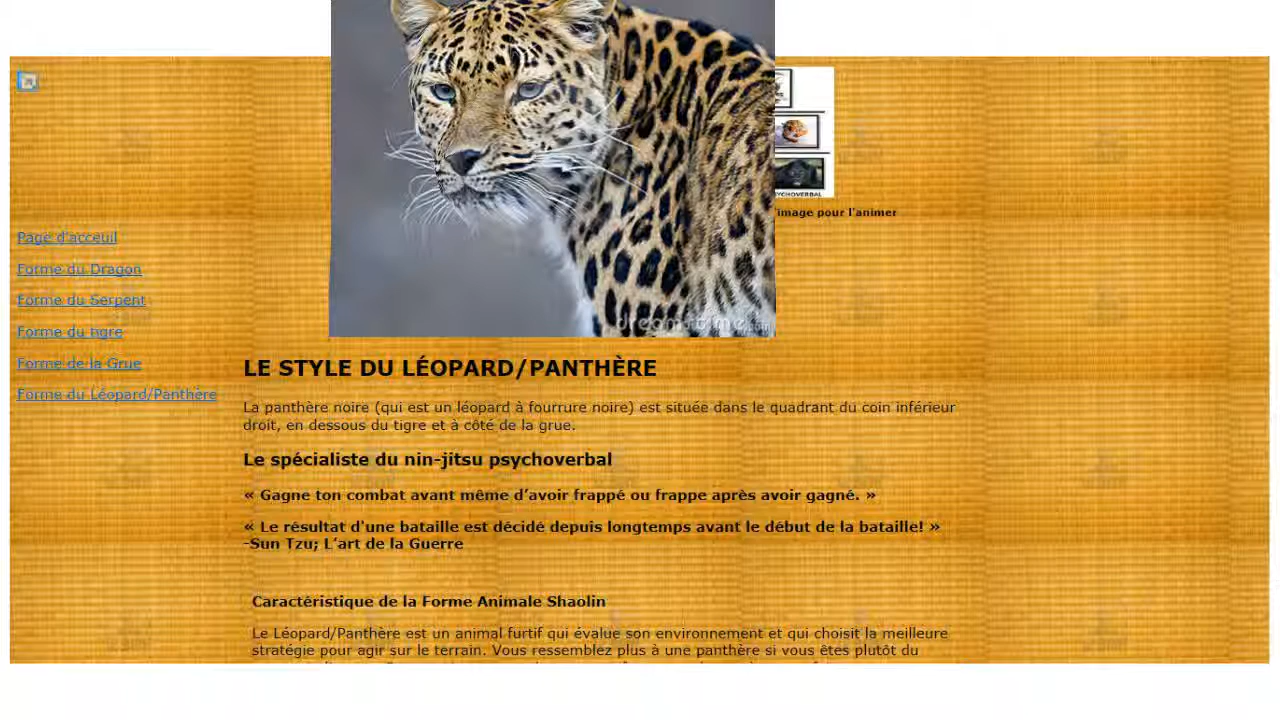 YCHOVERBAL
'image pour l'animer
Page d'acceuil
Forme du Dragon
Forme du Serpent
Forme du tigre
Forme de la Grue
Forme du Léopard/Panthère
dreamstime.com
LE STYLE DU LÉOPARD/PANTHÈRE
La panthère noire (qui est un léopard à fourrure noire) est située dans le quadrant du coin inférieur
droit, en dessous du tigre et à côté de la grue.
Le spécialiste du nin-jitsu psychoverbal
« Gagne ton combat avant même d’avoir frappé ou frappe après avoir gagné. »
« Le résultat d'une bataille est décidé depuis longtemps avant le début de la bataille! »
-Sun Tzu; L’art de la Guerre
Caractéristique de la Forme Animale Shaolin
Le Léopard/Panthère est un animal furtif qui évalue son environnement et qui choisit la meilleure
stratégie pour agir sur le terrain. Vous ressemblez plus à une panthère si vous êtes plutôt du